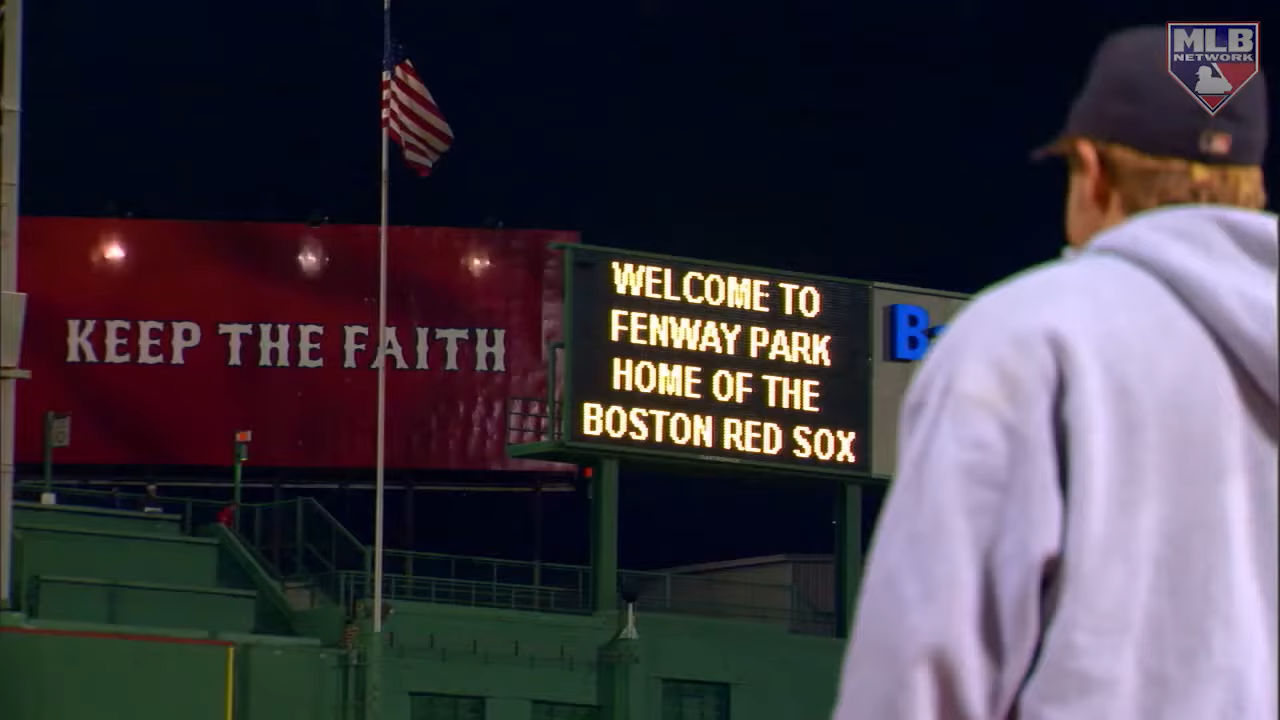 MLB
NETWORK
KEEP THE FAITH
WELCOME TO
FENWAY PARK
HOME OF THE
BOSTON RED SOX